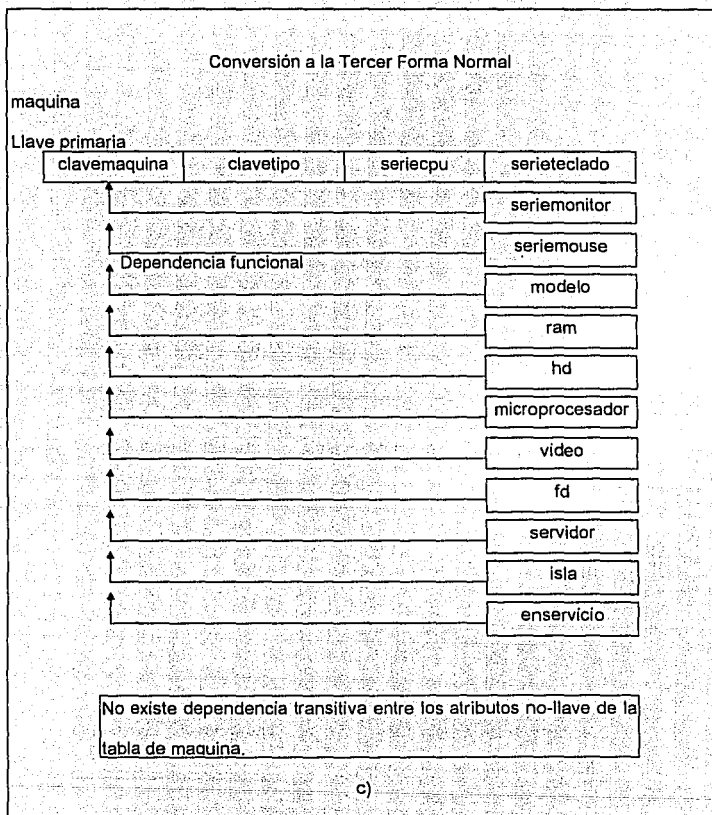 Conversión a la Tercer Forma Normal
maquina
Llave primaria
clavemaquina clavetipo seriecpu serieteclado
seriemonitor
seriemouse
Dependencia funcional
modelo
ram
hd
microprocesador
video
fd
servidor
isla
enservicio
No existe dependencia transitiva entre los atributos no-llave de la
tabla de maquina.
c)